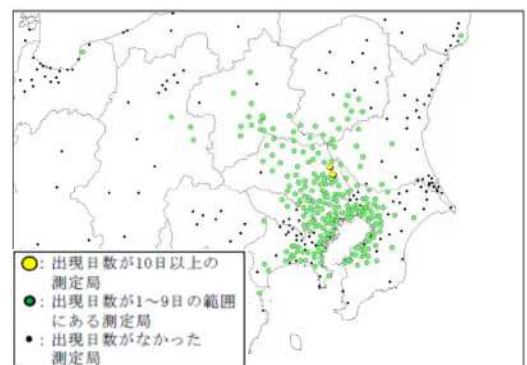 : 出現日数が10日以上の
測定局
: 出現日数が1～9日の範囲
にある測定局
: 出現日数がなかった
測定局